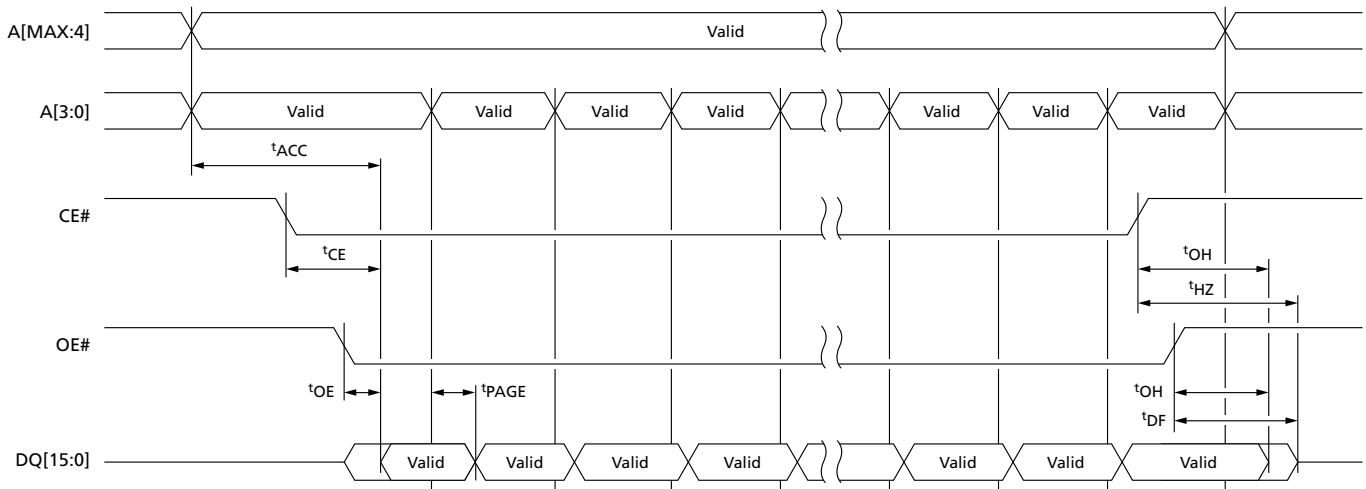 A[MAX:4] Valid
A[3:0] Valid Valid Valid Valid Valid Valid Valid
tACC
CE#
tCE tOH
tHZ
OE#
tOE tPAGE tOH
tDF
DQ[15:0] Valid Valid Valid Valid Valid Valid Valid